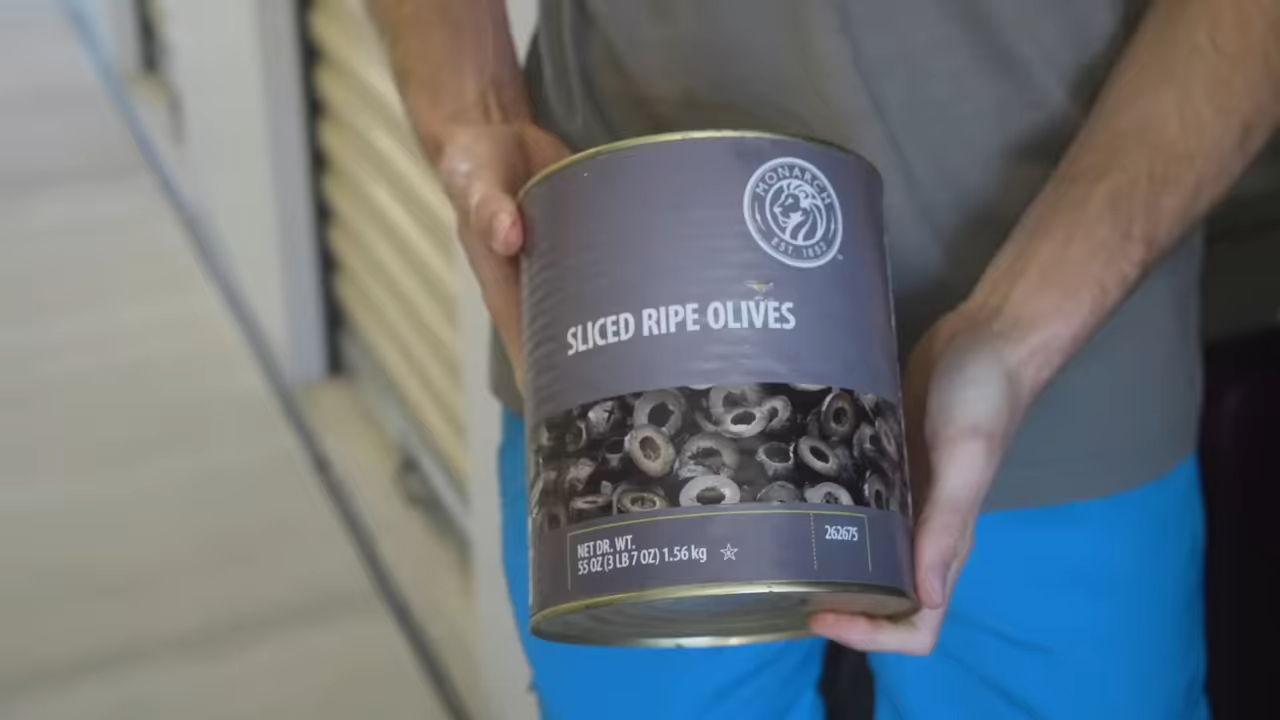 MONARCH
EST. 1853
SLICED RIPE OLIVES
NET DR. WT.
55 OZ (3 LB 7 OZ) 1.56 kg
262675